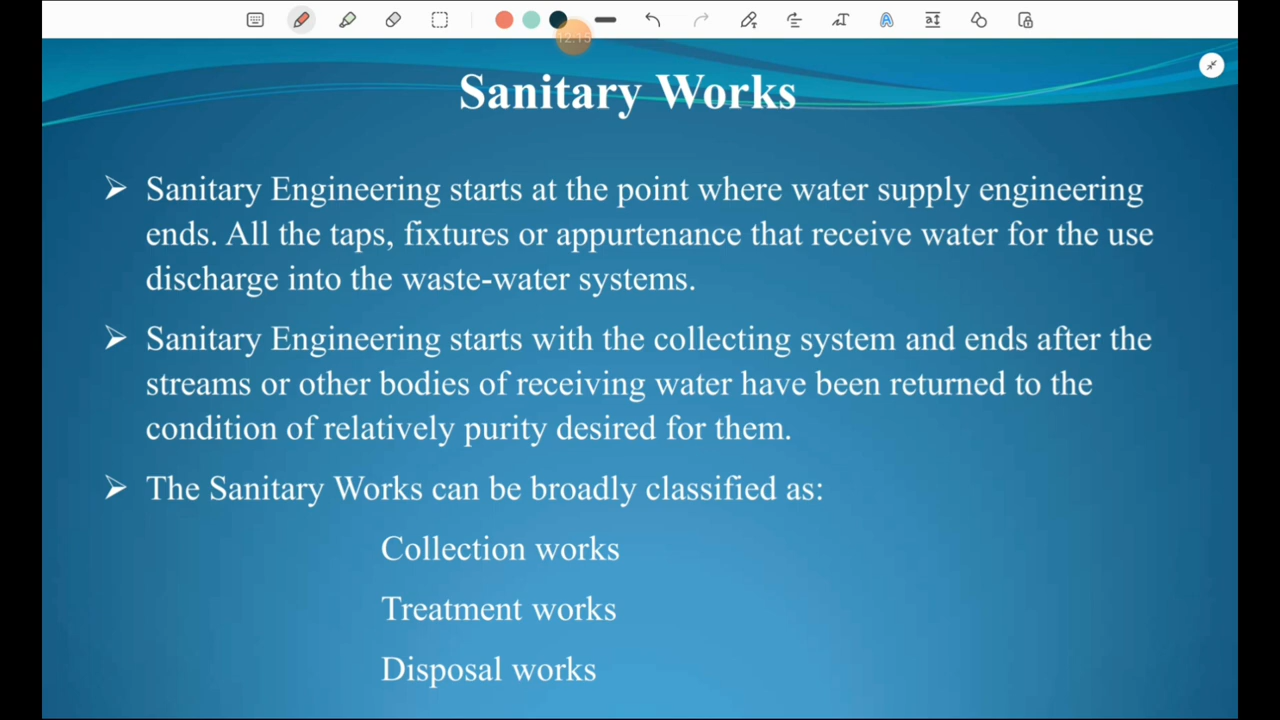 12:15
Sanitary Works
➢ Sanitary Engineering starts at the point where water supply engineering
ends. All the taps, fixtures or appurtenance that receive water for the use
discharge into the waste-water systems.
➢ Sanitary Engineering starts with the collecting system and ends after the
streams or other bodies of receiving water have been returned to the
condition of relatively purity desired for them.
➢ The Sanitary Works can be broadly classified as:
Collection works
Treatment works
Disposal works